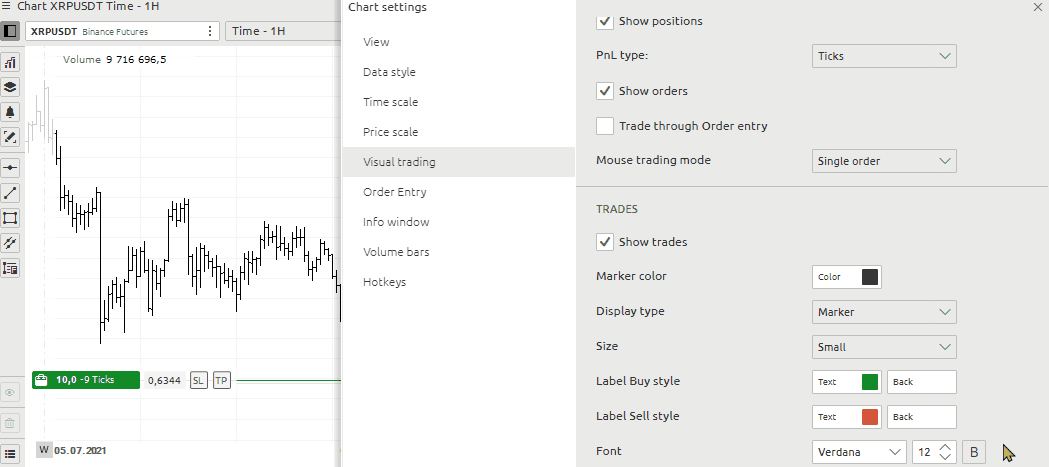 Chart XRPUSDT Time - 1H
XRPUSDT Binance Futures
Time - 1H
Volume 9 716 696,5
10,0 -9 Ticks
0,6344
SL
TP
W 05.07.2021
Chart settings
View
Data style
Time scale
Price scale
Visual trading
Order Entry
Info window
Volume bars
Hotkeys
Show positions
PnL type: Ticks
Show orders
Trade through Order entry
Mouse trading mode Single order
TRADES
Show trades
Marker color Color
Display type Marker
Size Small
Label Buy style Text Back
Label Sell style Text Back
Font Verdana 12 B